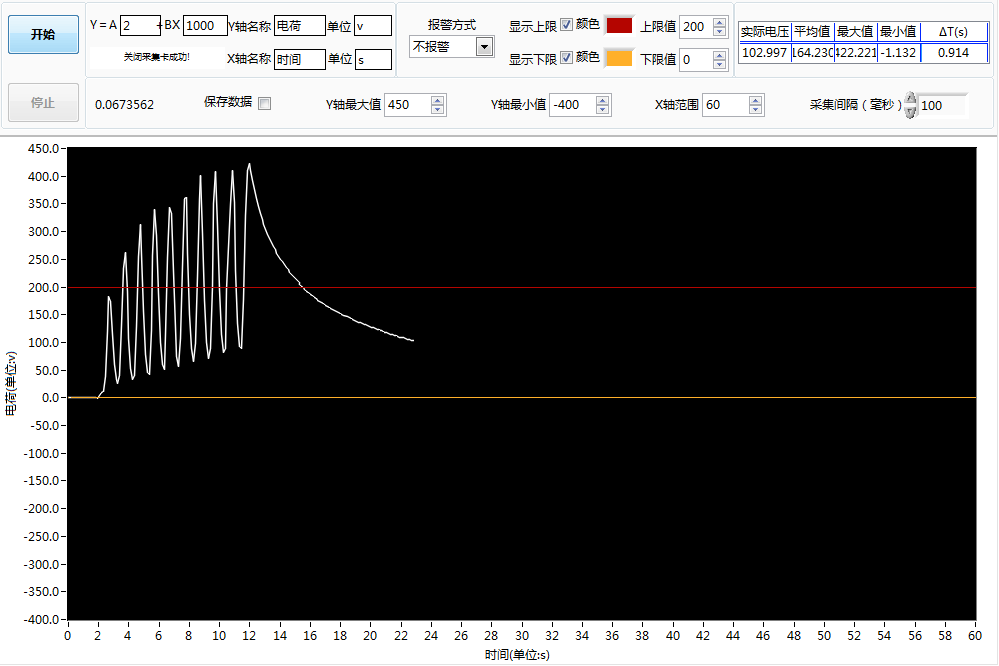 开始 Y = A 2 +BX 1000 Y轴名称 电荷 单位 v 报警方式 显示上限 颜色 上限值 200
关闭采集卡成功! X轴名称 时间 单位 s 不报警 显示下限 颜色 下限值 0
实际电压 平均值 最大值 最小值 ΔT(s)
102.997 164.230 422.221 -1.132 0.914
停止 0.0673562 保存数据 Y轴最大值 450 Y轴最小值 -400 X轴范围 60 采集间隔（毫秒） 100
450.0
400.0
350.0
300.0
250.0
200.0
150.0
100.0
50.0
0.0
-50.0
-100.0
-150.0
-200.0
-250.0
-300.0
-350.0
-400.0
电荷(单位:v)
0 2 4 6 8 10 12 14 16 18 20 22 24 26 28 30 32 34 36 38 40 42 44 46 48 50 52 54 56 58 60
时间(单位:s)